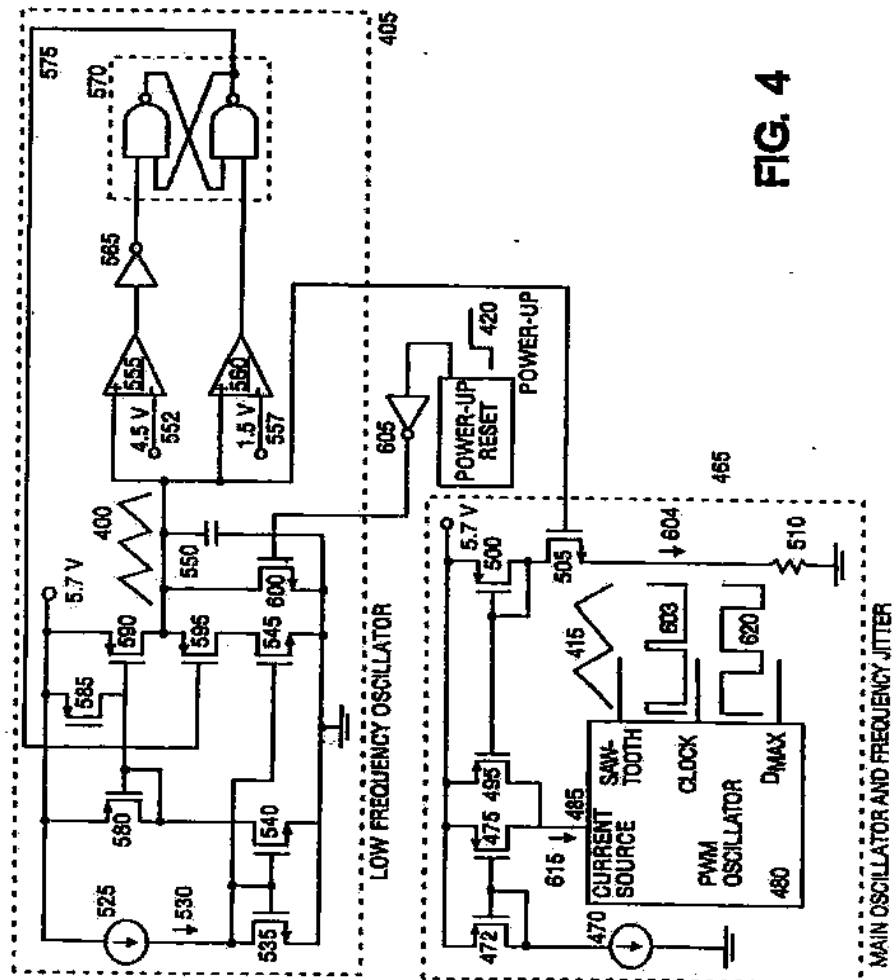 575
570
405
565
555
560
4.5 V
552
1.5 V
557
400
550
5.7 V
590
585
595
545
600
580
540
525
530
535
LOW FREQUENCY OSCILLATOR
605
POWER-UP
RESET
420
POWER-UP
465
5.7 V
500
505
604
510
495
475
472
470
615
485
415
603
620
CURRENT
SOURCE
SAW-
TOOTH
CLOCK
PWM
OSCILLATOR
DMAX
480
MAIN OSCILLATOR AND FREQUENCY JITTER
FIG. 4